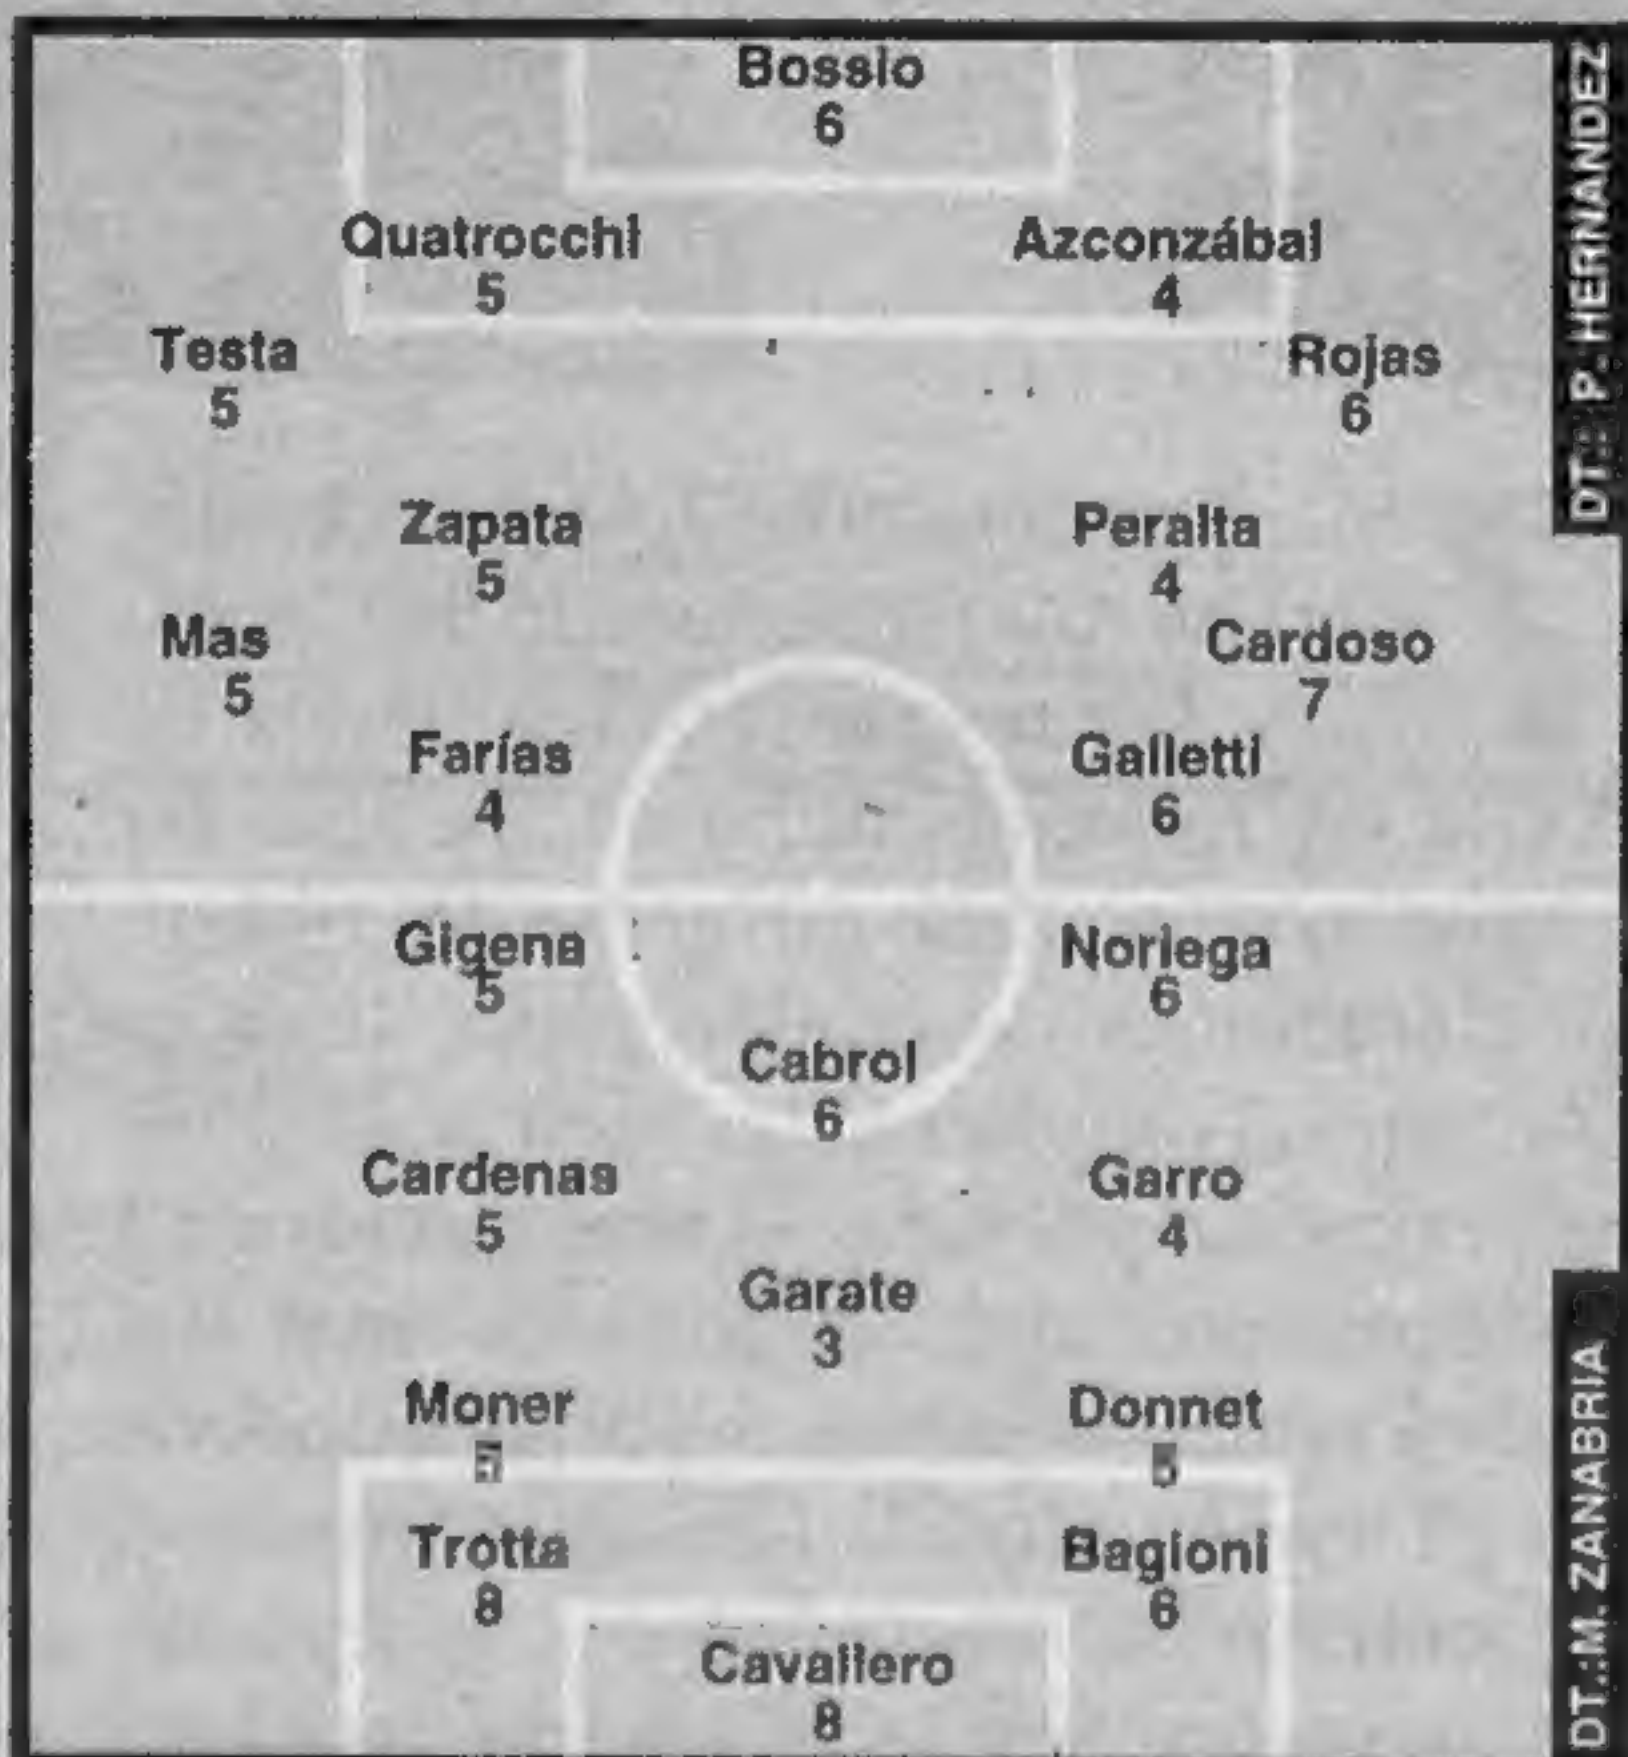 Bossio
6
Quatrocchi
5
Azconzábal
4
Testa
5
Rojas
6
Zapata
5
Peralta
4
Mas
5
Cardoso
7
Farías
4
Galletti
6
Gigena
5
Noriega
6
Cabrol
6
Cardenas
5
Garro
4
Garate
3
Moner
5
Donnet
5
Trotta
8
Bagioni
6
Cavallero
8
DT.: P. HERNANDEZ
DT.:M. ZANABRIA